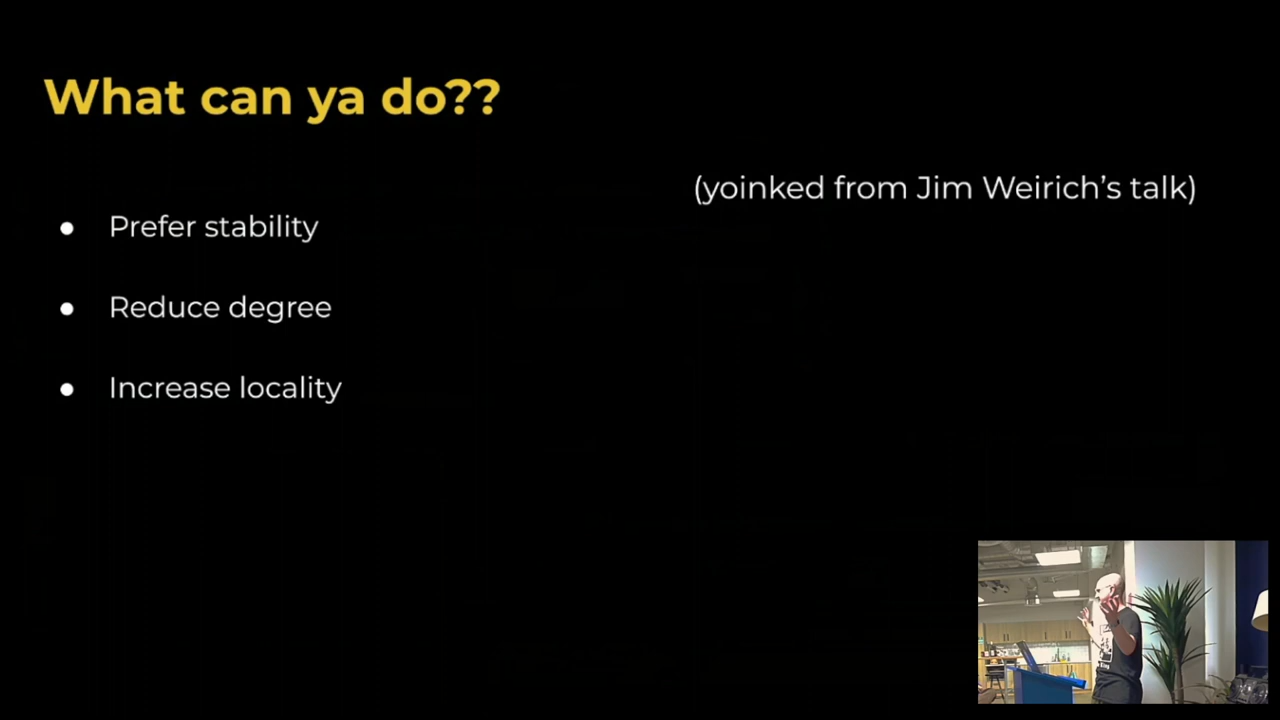 What can ya do??
(yoinked from Jim Weirich's talk)
● Prefer stability
● Reduce degree
● Increase locality